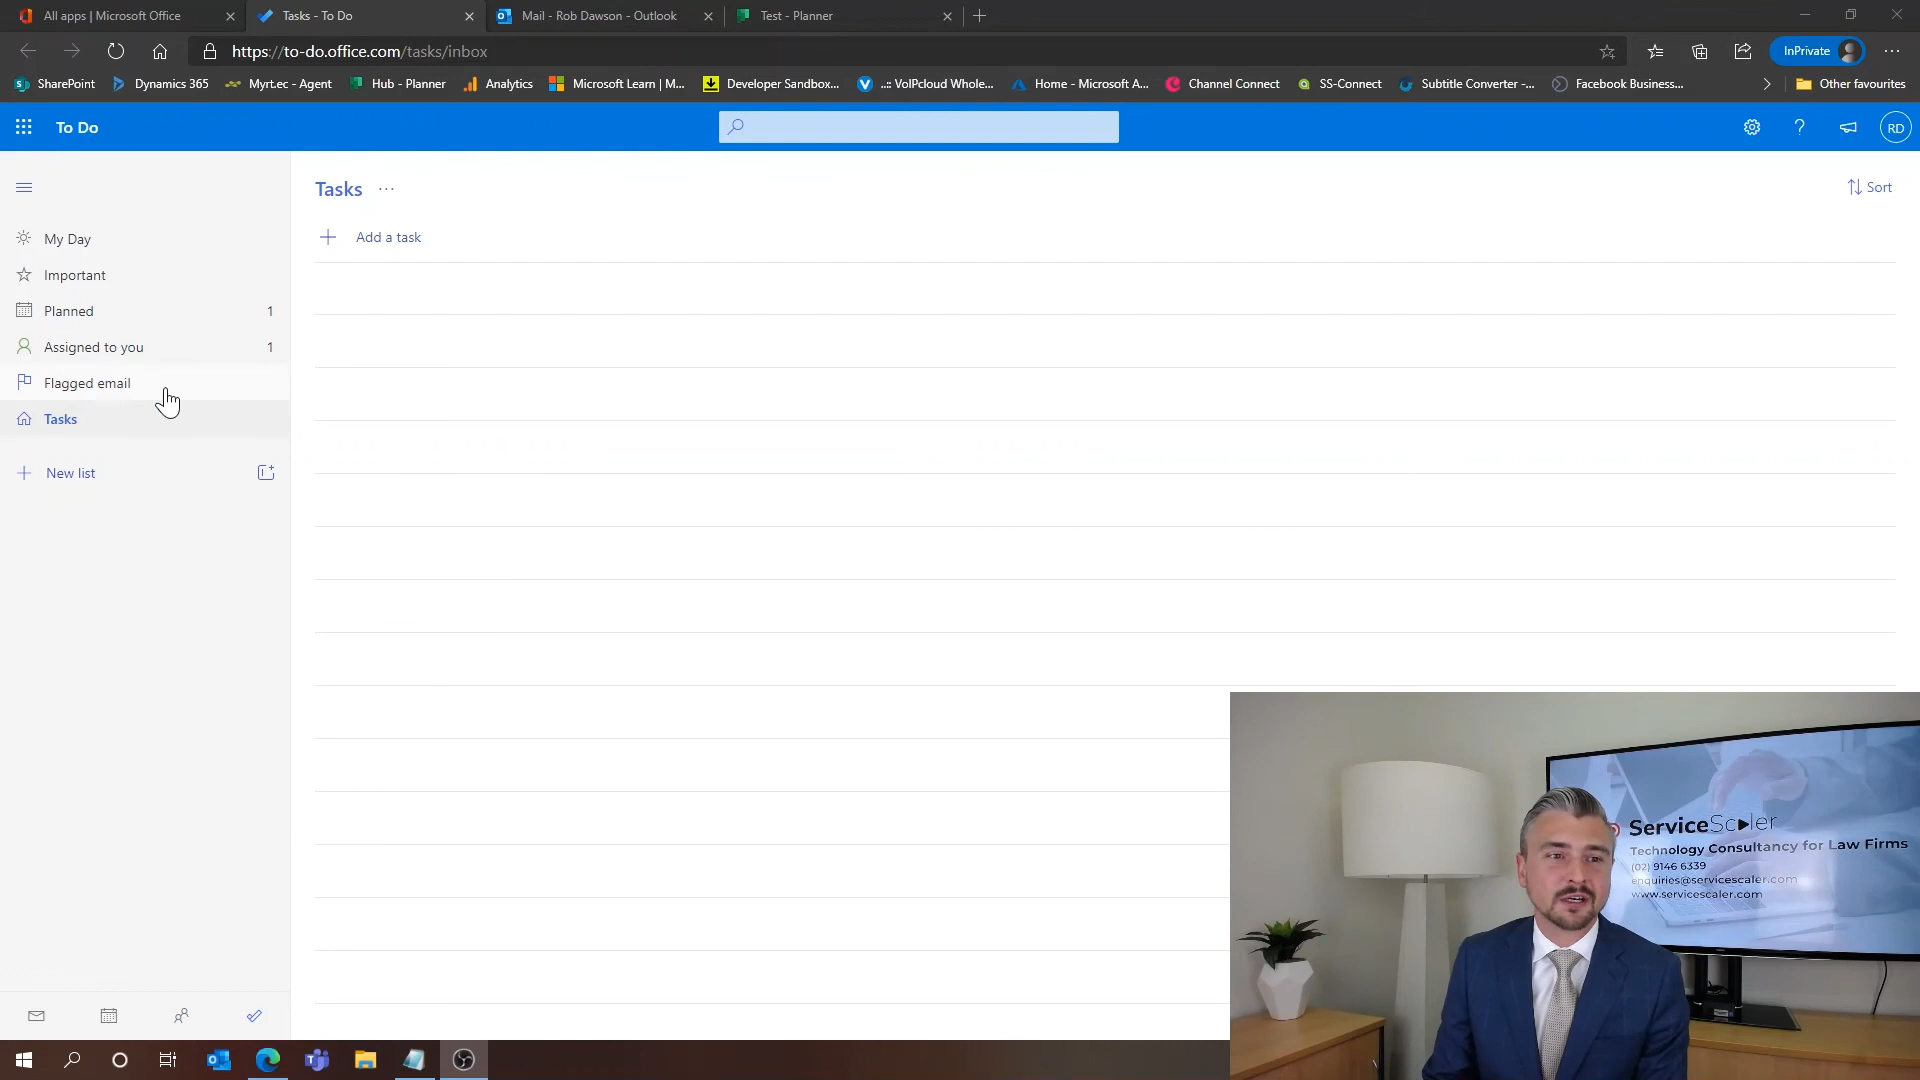 All apps | Microsoft Office
Tasks - To Do
Mail - Rob Dawson - Outlook
Test - Planner
https://to-do.office.com/tasks/inbox
InPrivate
SharePoint
Dynamics 365
Myrt.ec - Agent
Hub - Planner
Analytics
Microsoft Learn | M...
Developer Sandbox...
..:: VoIPcloud Whole...
Home - Microsoft A...
Channel Connect
SS-Connect
Subtitle Converter -...
Facebook Business...
Other favourites
To Do
RD
Tasks ...
Sort
Add a task
My Day
Important
Planned 1
Assigned to you 1
Flagged email
Tasks
New list
ServiceScaler
Technology Consultancy for Law Firms
(02) 9146 6339
enquiries@servicescaler.com
www.servicescaler.com